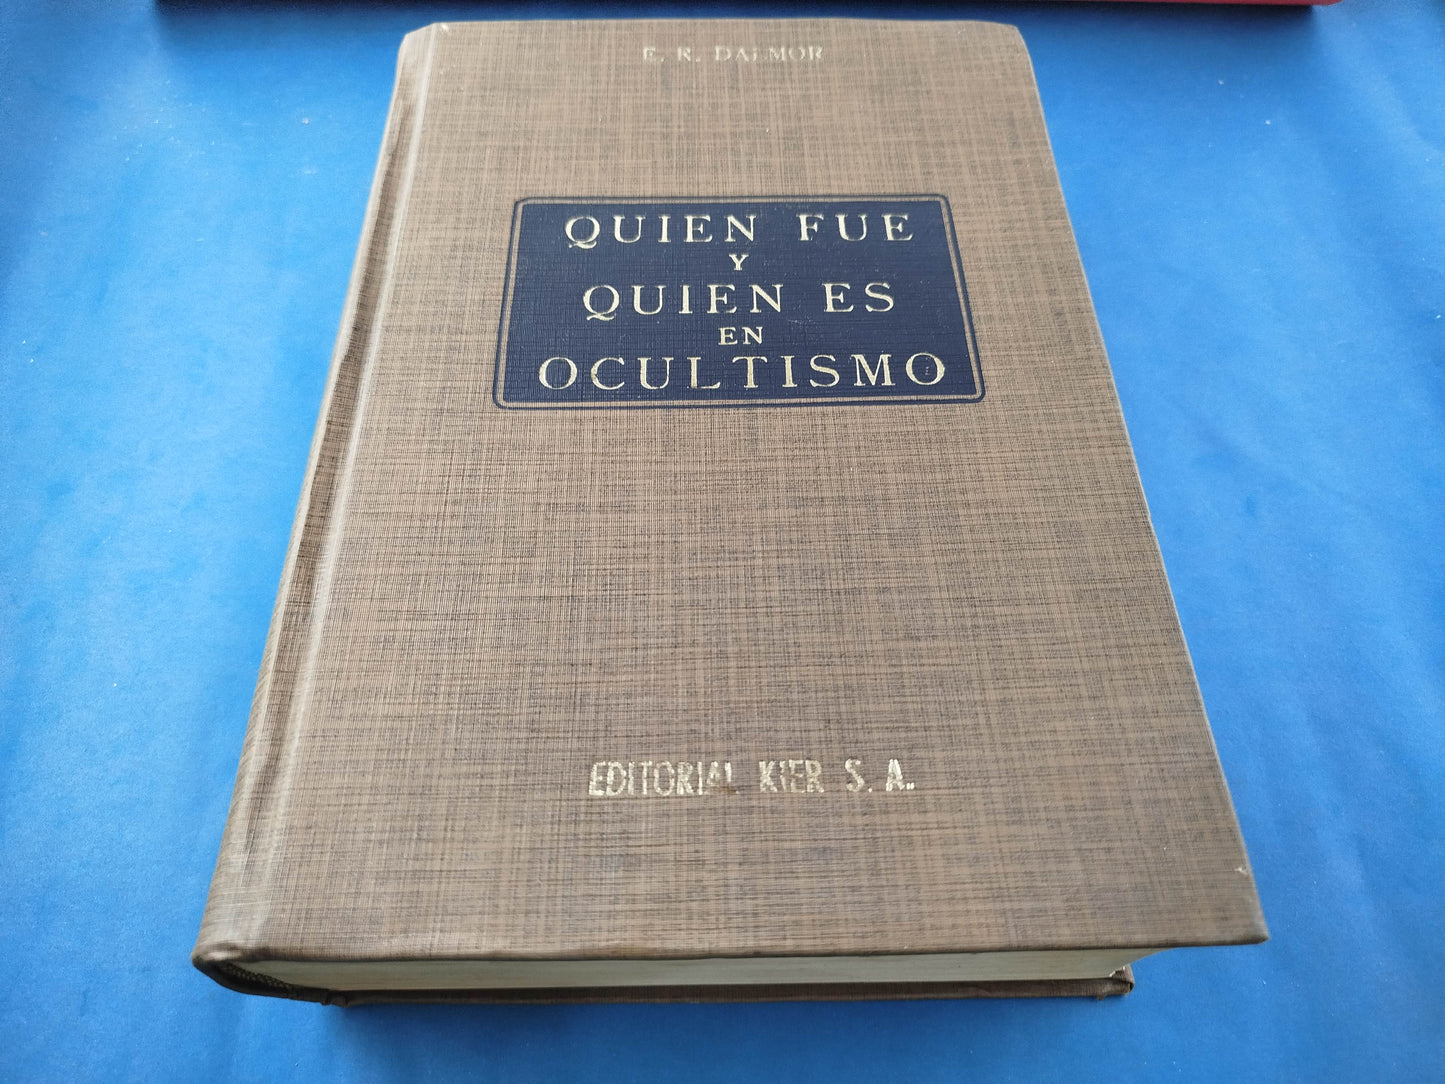 E. R. DALMOR
QUIEN FUE
Y
QUIEN ES
EN
OCULTISMO
EDITORIAL KIER S. A.